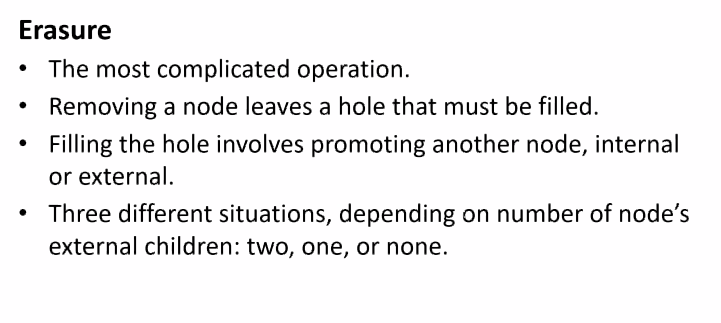 Erasure
• The most complicated operation.
• Removing a node leaves a hole that must be filled.
• Filling the hole involves promoting another node, internal
or external.
• Three different situations, depending on number of node’s
external children: two, one, or none.